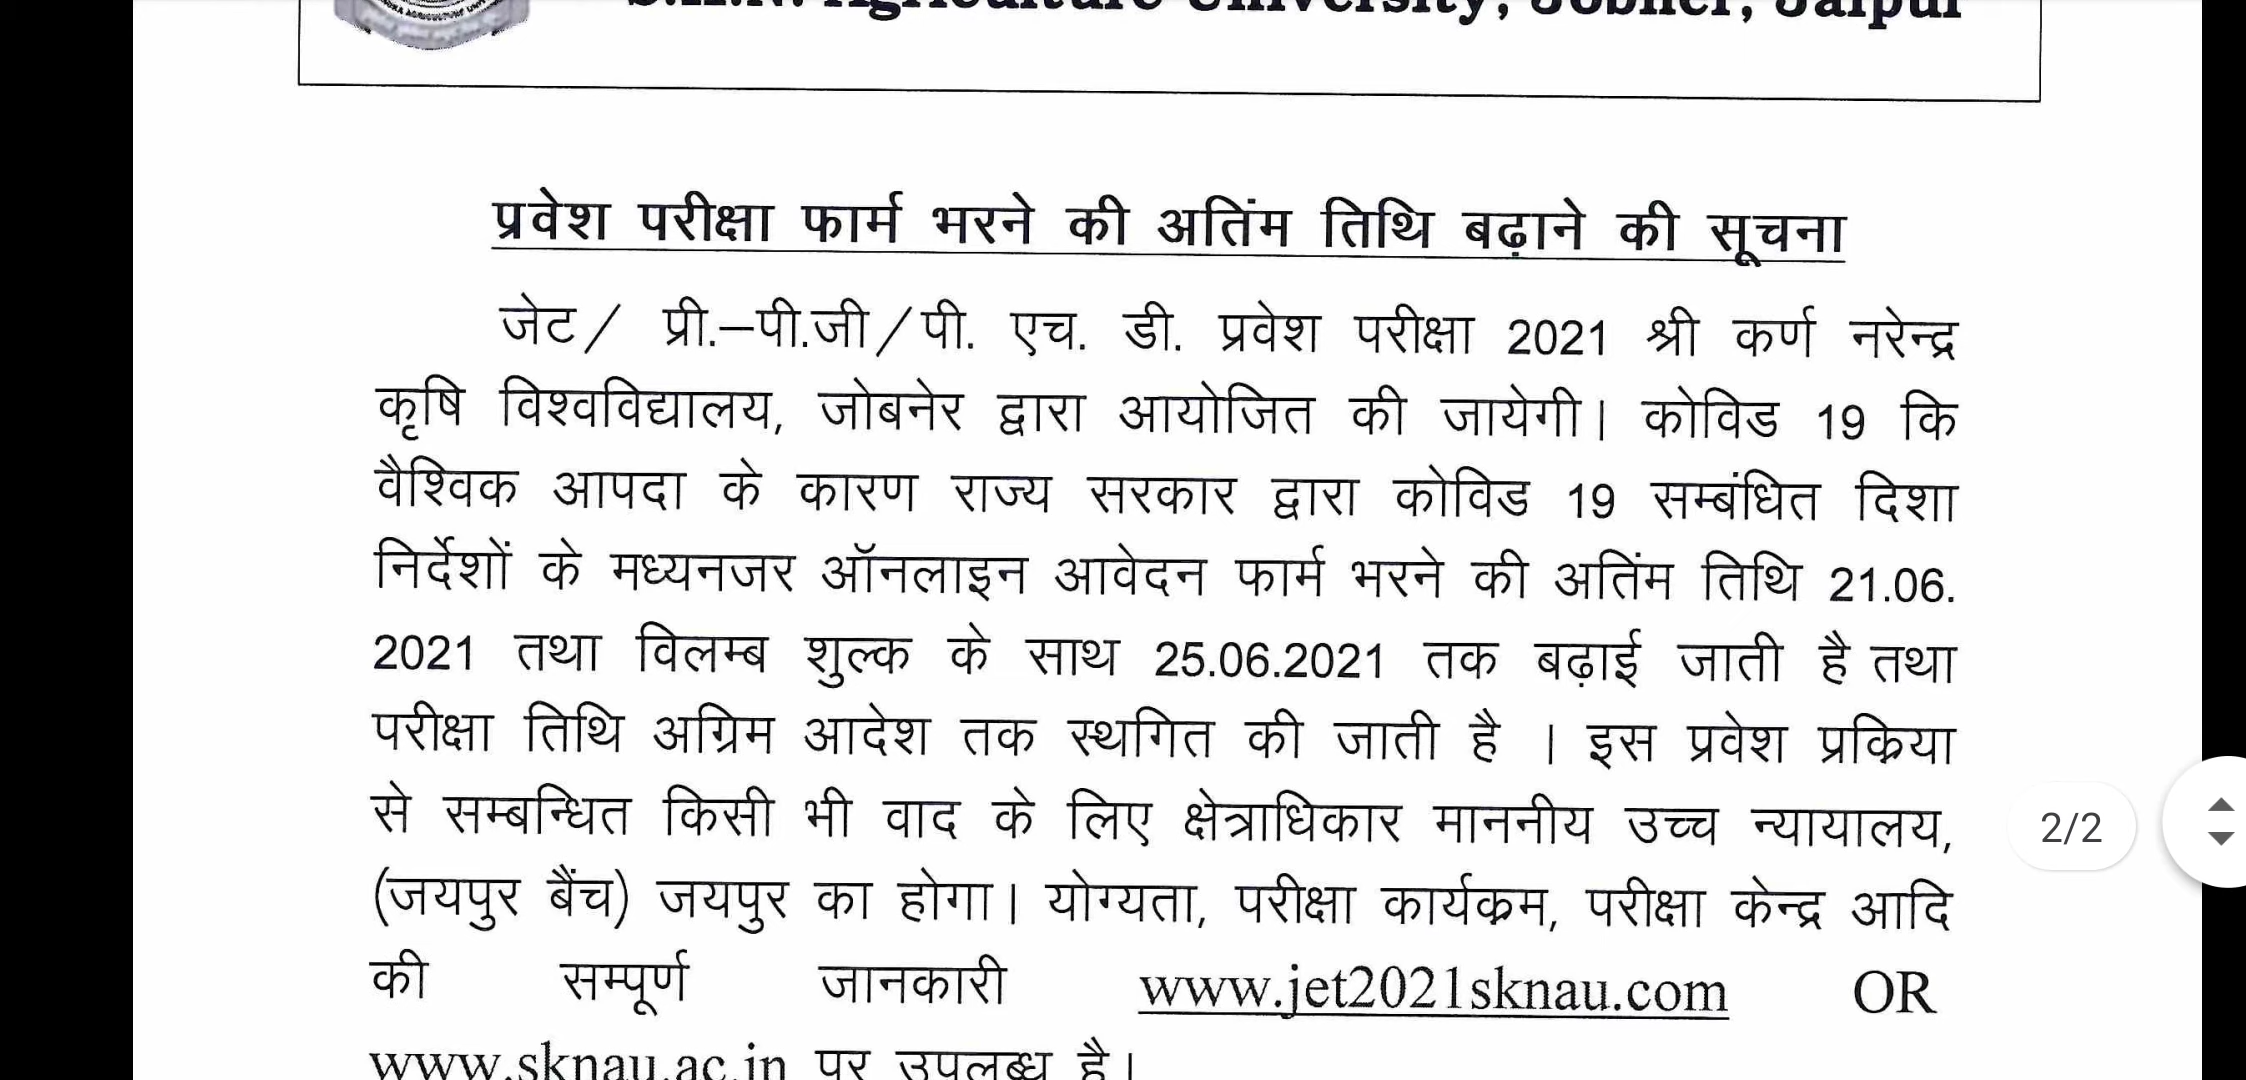 Agriculture University, Jobner, Jaipur
प्रवेश परीक्षा फार्म भरने की अतिंम तिथि बढ़ाने की सूचना
जेट/ प्री.–पी.जी/पी. एच. डी. प्रवेश परीक्षा 2021 श्री कर्ण नरेन्द्र
कृषि विश्वविद्यालय, जोबनेर द्वारा आयोजित की जायेगी। कोविड 19 कि
वैश्विक आपदा के कारण राज्य सरकार द्वारा कोविड 19 सम्बंधित दिशा
निर्देशों के मध्यनजर ऑनलाइन आवेदन फार्म भरने की अतिंम तिथि 21.06.
2021 तथा विलम्ब शुल्क के साथ 25.06.2021 तक बढ़ाई जाती है तथा
परीक्षा तिथि अग्रिम आदेश तक स्थगित की जाती है । इस प्रवेश प्रक्रिया
से सम्बन्धित किसी भी वाद के लिए क्षेत्राधिकार माननीय उच्च न्यायालय,
2/2
(जयपुर बैंच) जयपुर का होगा। योग्यता, परीक्षा कार्यक्रम, परीक्षा केन्द्र आदि
की सम्पूर्ण जानकारी www.jet2021sknau.com OR
www.sknau.ac.in पर उपलब्ध है।